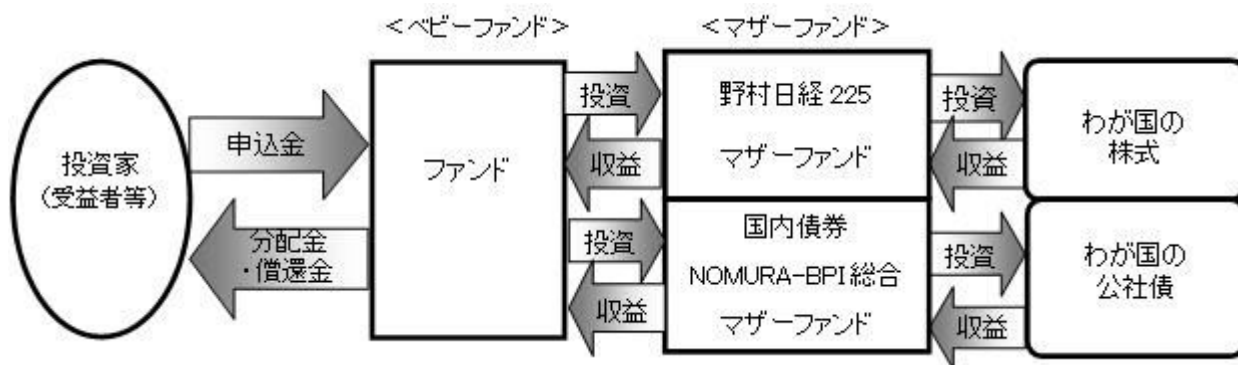 <ベビーファンド>
<マザーファンド>
投資家
(受益者等)
申込金
分配金
・償還金
ファンド
投資
収益
投資
収益
野村日経225
マザーファンド
国内債券
NOMURA-BPI総合
マザーファンド
投資
収益
投資
収益
わが国の
株式
わが国の
公社債